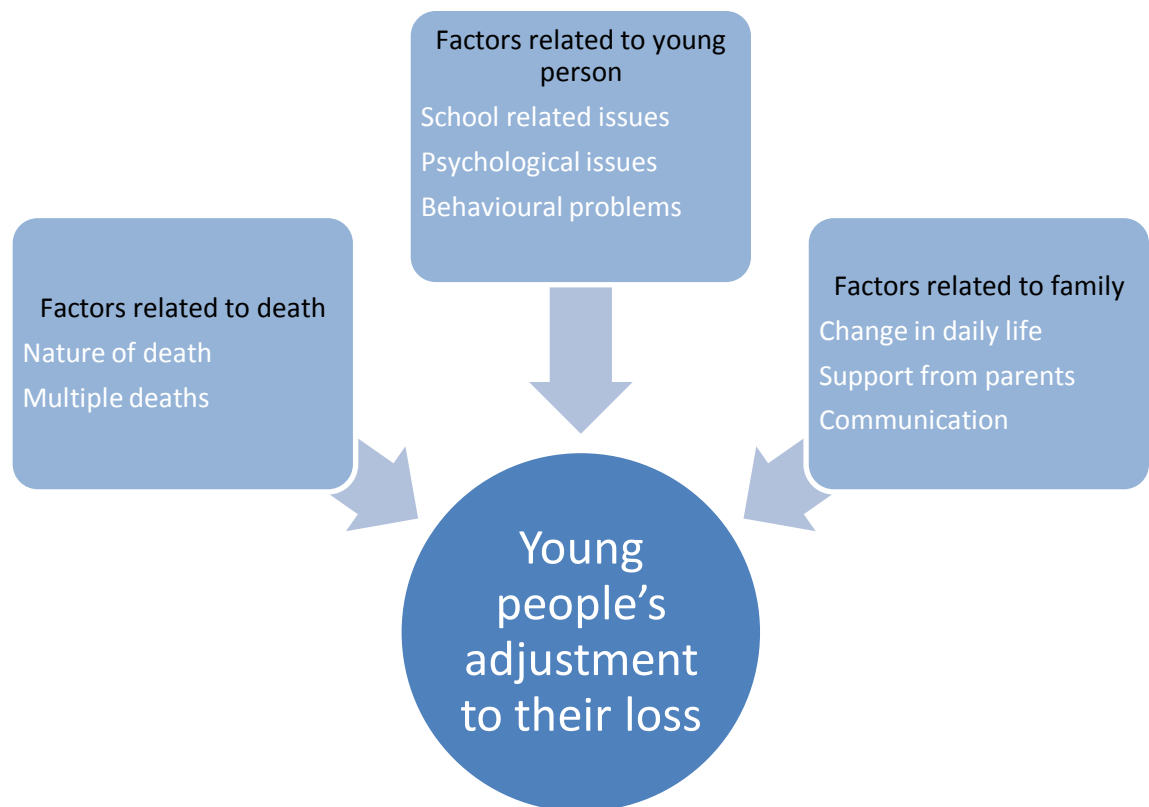 Factors related to young
person
School related issues
Psychological issues
Behavioural problems
Factors related to death
Nature of death
Multiple deaths
Factors related to family
Change in daily life
Support from parents
Communication
Young
people’s
adjustment
to their loss